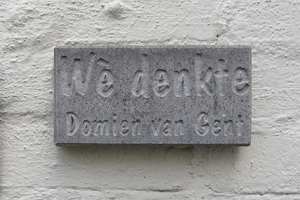 Wè denkte
Domien van Gent